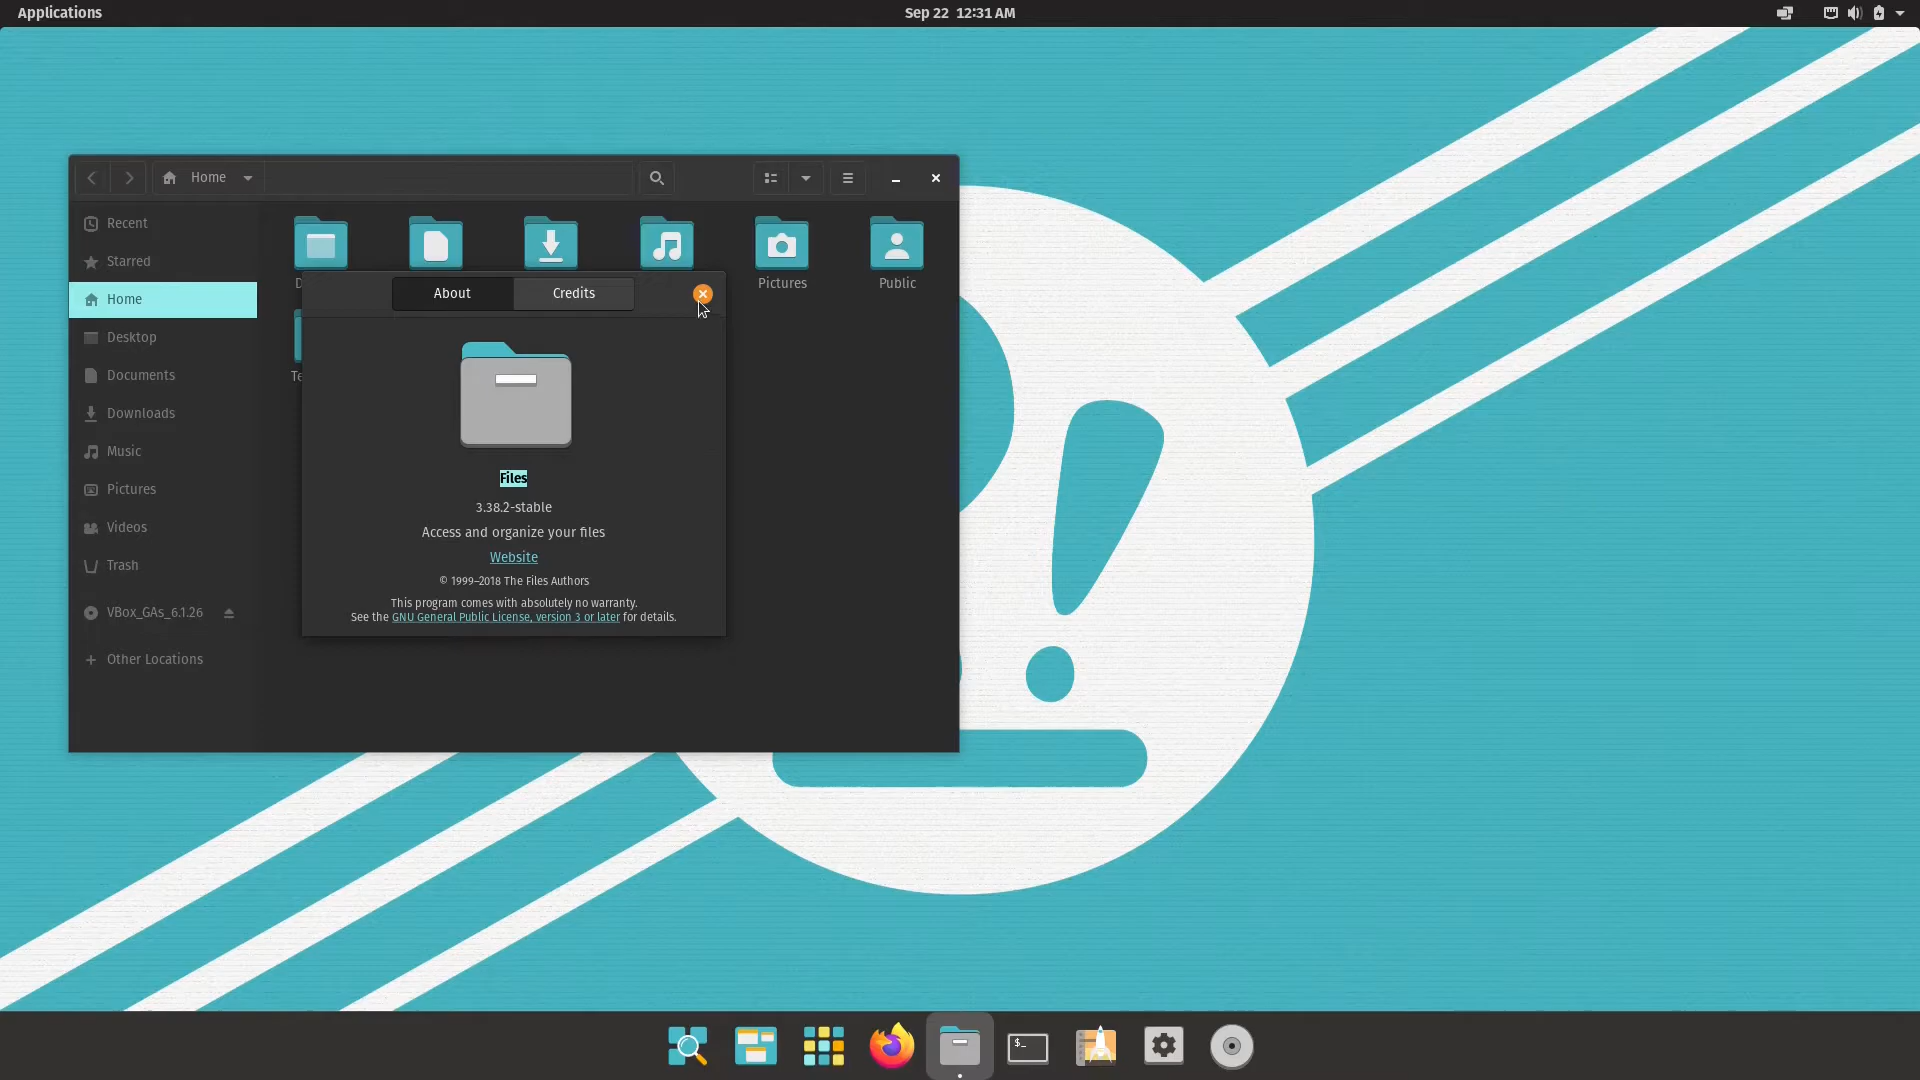 Applications
Sep 22 12:31 AM
Home
Recent
Starred
Home
Desktop
Documents
Downloads
Music
Pictures
Videos
Trash
VBox_GAs_6.1.26
Other Locations
D
Pictures
Public
Te
About
Credits
Files
3.38.2-stable
Access and organize your files
Website
© 1999–2018 The Files Authors
This program comes with absolutely no warranty.
See the GNU General Public License, version 3 or later for details.
$_